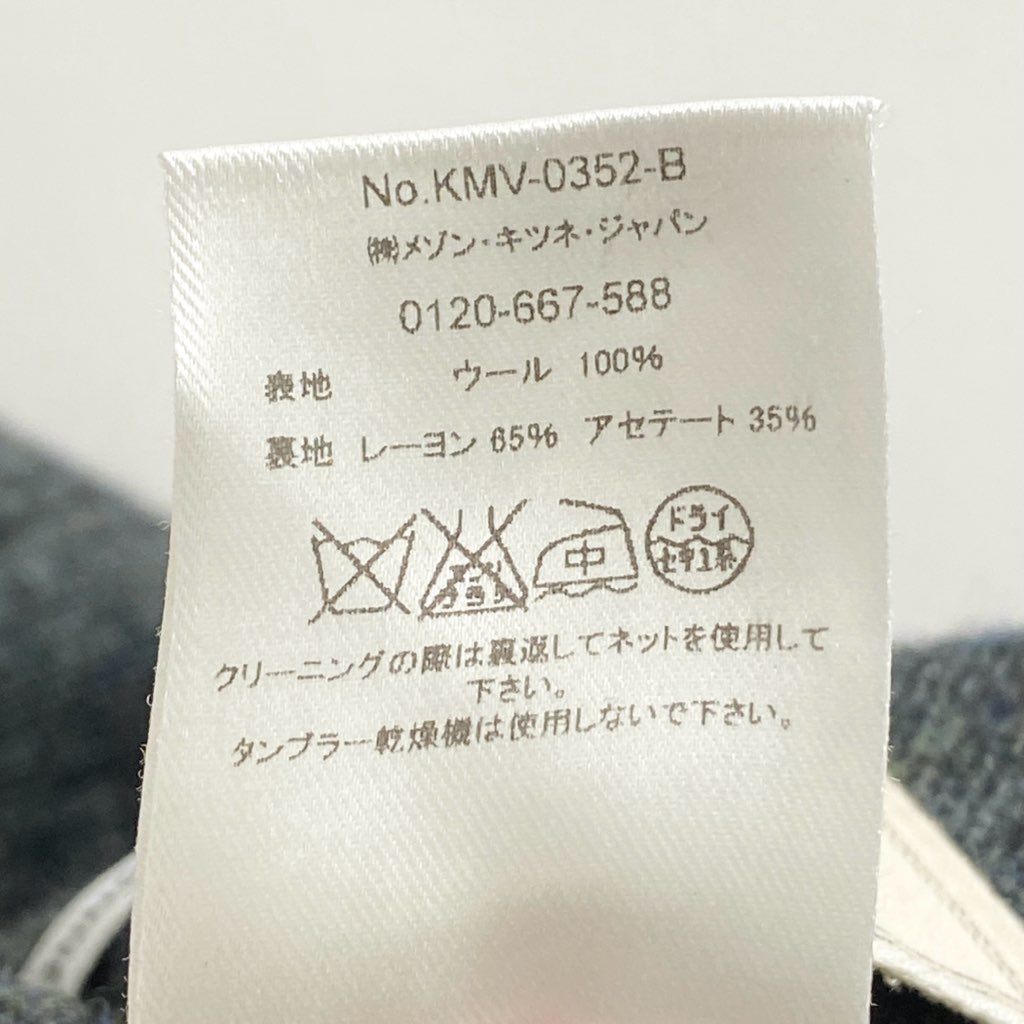 No.KMV-0352-B
㈱メゾン・キツネ・ジャパン
0120-667-588
表地 ウール 100%
裏地 レーヨン 65% アセテート 35%
中
ドライ
セキユ系
クリーニングの際は裏返してネットを使用して
下さい。
タンブラー乾燥機は使用しないで下さい。